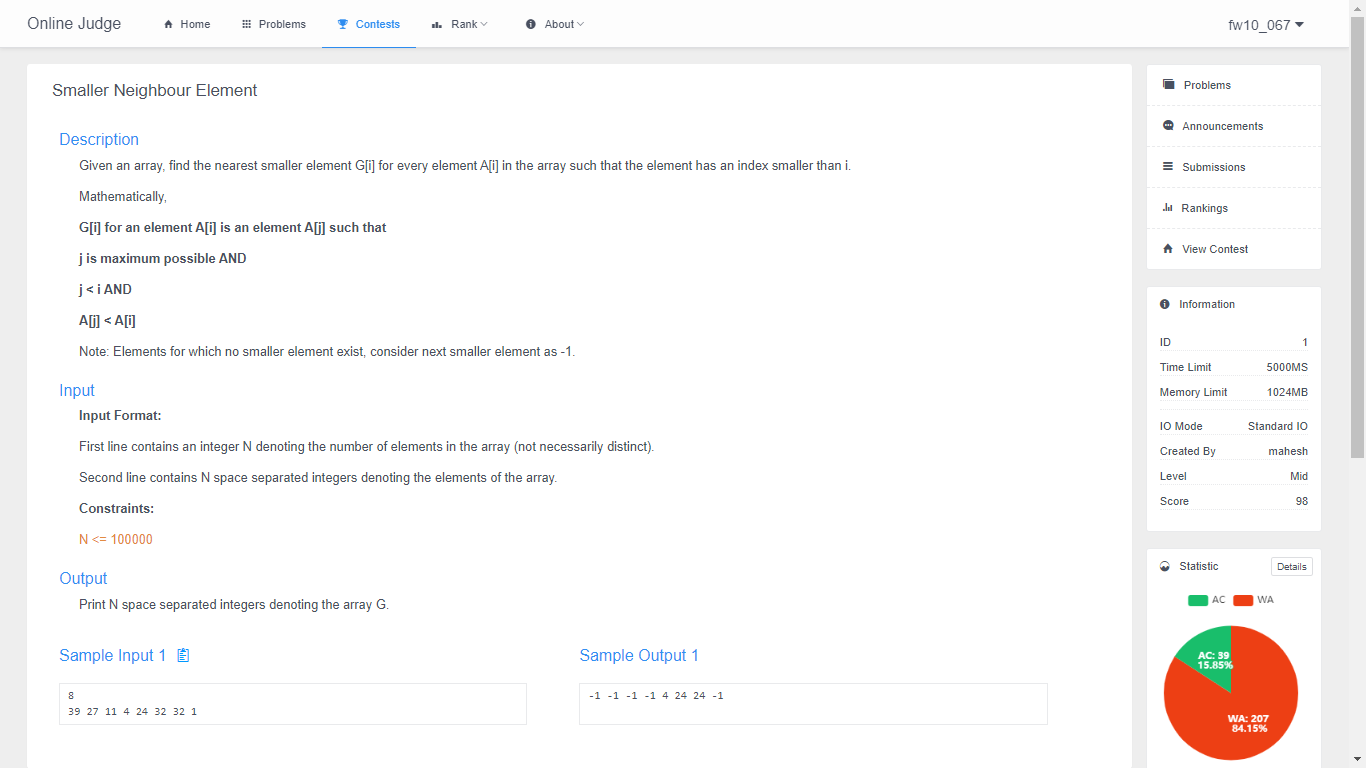 Online Judge
Home
Problems
Contests
Rank
About
fw10_067
Smaller Neighbour Element
Description
Given an array, find the nearest smaller element G[i] for every element A[i] in the array such that the element has an index smaller than i.
Mathematically,
G[i] for an element A[i] is an element A[j] such that
j is maximum possible AND
j < i AND
A[j] < A[i]
Note: Elements for which no smaller element exist, consider next smaller element as -1.
Input
Input Format:
First line contains an integer N denoting the number of elements in the array (not necessarily distinct).
Second line contains N space separated integers denoting the elements of the array.
Constraints:
N <= 100000
Output
Print N space separated integers denoting the array G.
Sample Input 1
8
39 27 11 4 24 32 32 1
Sample Output 1
-1 -1 -1 -1 4 24 24 -1
Problems
Announcements
Submissions
Rankings
View Contest
Information
ID 1
Time Limit 5000MS
Memory Limit 1024MB
IO Mode Standard IO
Created By mahesh
Level Mid
Score 98
Statistic
Details
AC WA
AC: 39
15.85%
WA: 207
84.15%